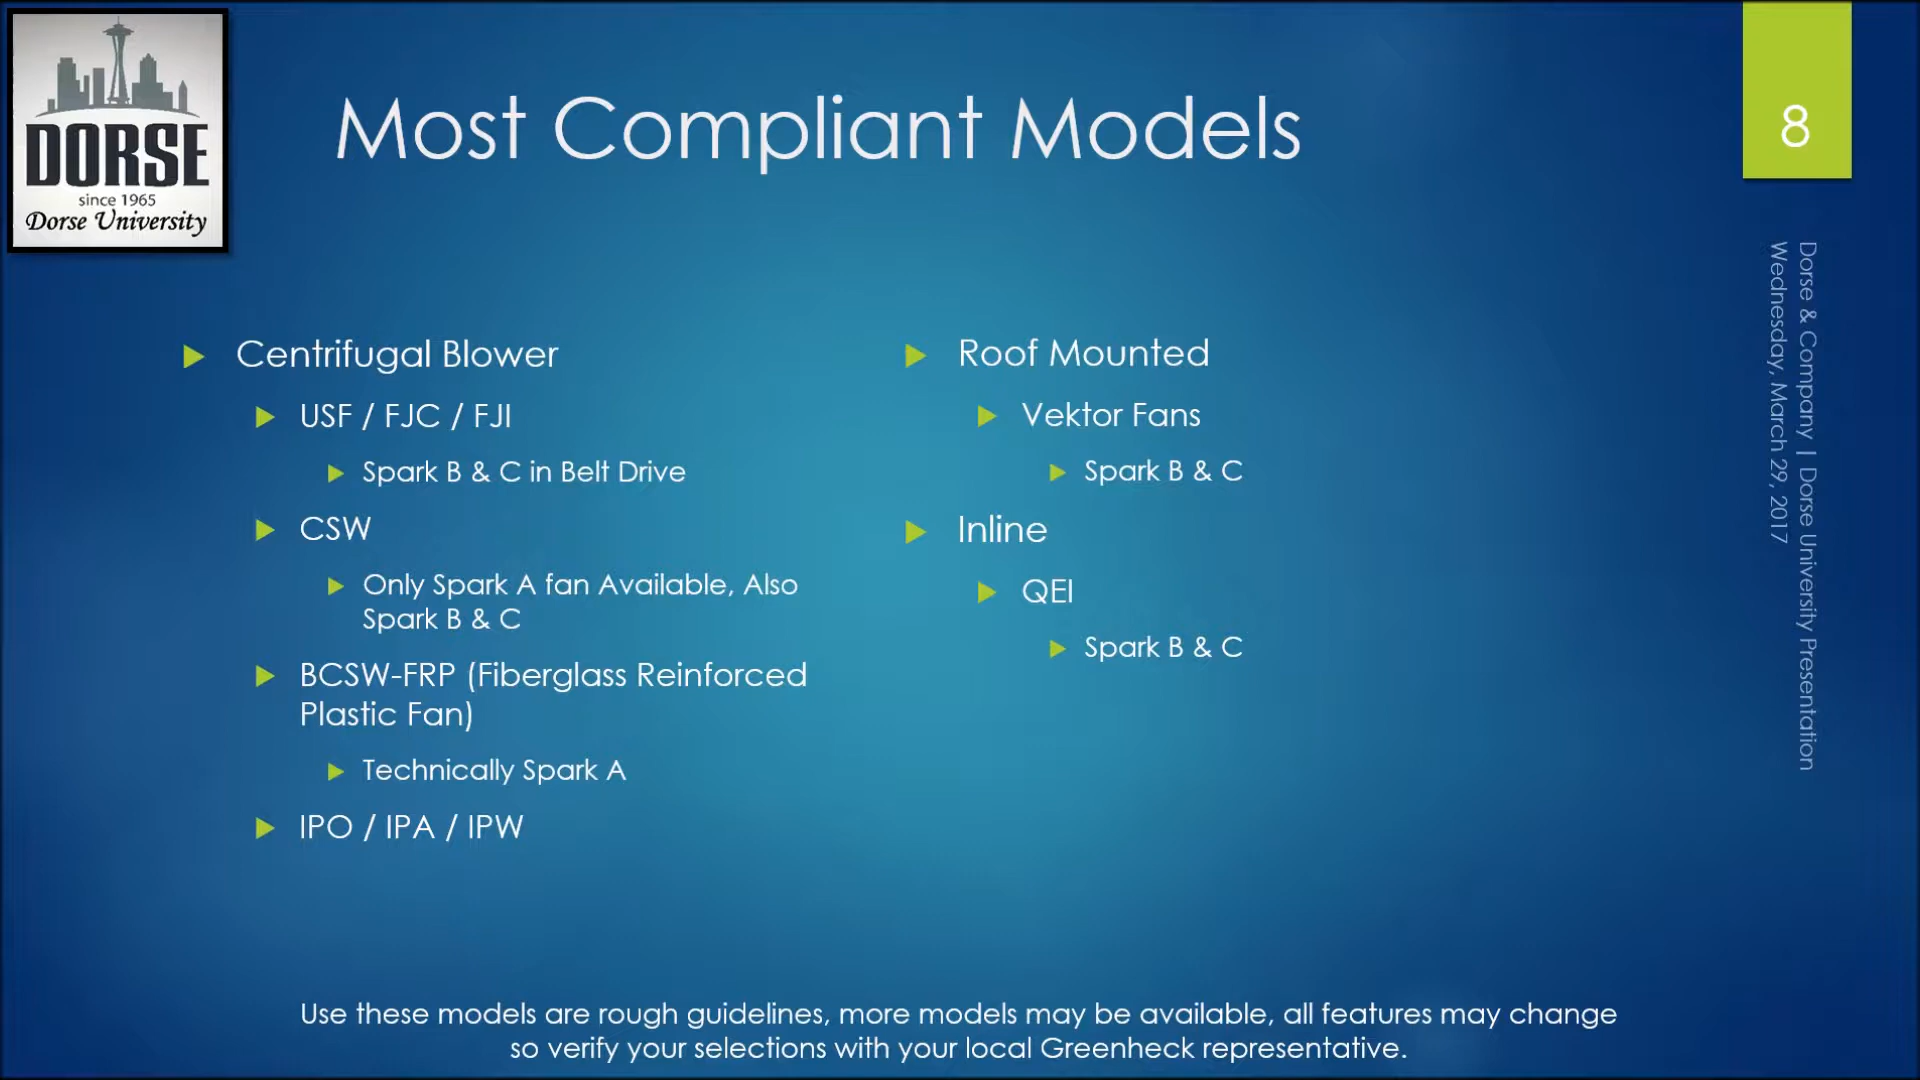 DORSE
since 1965
Dorse University
Most Compliant Models
8
Centrifugal Blower
USF / FJC / FJI
Spark B & C in Belt Drive
CSW
Only Spark A fan Available, Also
Spark B & C
BCSW-FRP (Fiberglass Reinforced
Plastic Fan)
Technically Spark A
IPO / IPA / IPW
Roof Mounted
Vektor Fans
Spark B & C
Inline
QEI
Spark B & C
Dorse & Company | Dorse University Presentation
Wednesday, March 29, 2017
Use these models are rough guidelines, more models may be available, all features may change
so verify your selections with your local Greenheck representative.